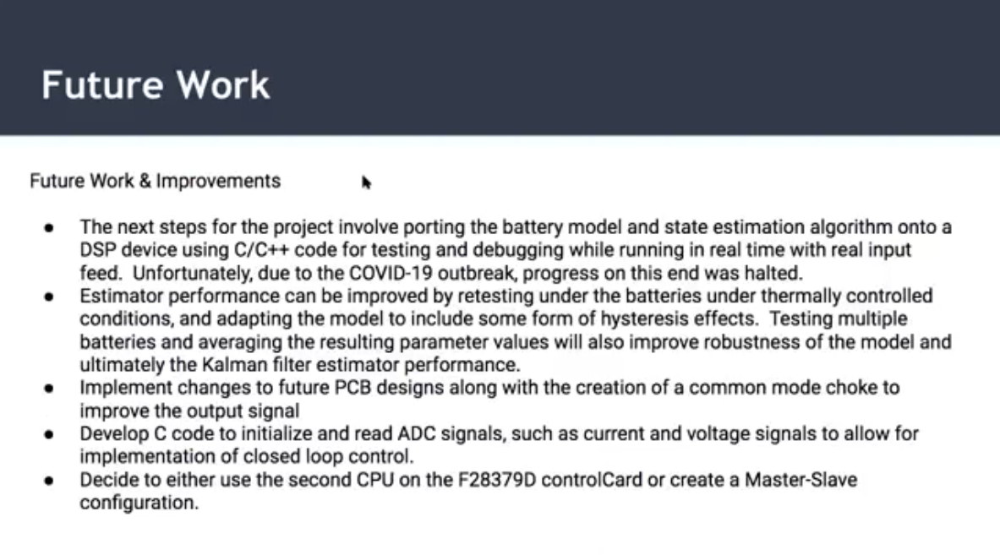 Future Work
Future Work & Improvements
● The next steps for the project involve porting the battery model and state estimation algorithm onto a
DSP device using C/C++ code for testing and debugging while running in real time with real input
feed.  Unfortunately, due to the COVID-19 outbreak, progress on this end was halted.
● Estimator performance can be improved by retesting under the batteries under thermally controlled
conditions, and adapting the model to include some form of hysteresis effects.  Testing multiple
batteries and averaging the resulting parameter values will also improve robustness of the model and
ultimately the Kalman filter estimator performance.
● Implement changes to future PCB designs along with the creation of a common mode choke to
improve the output signal
● Develop C code to initialize and read ADC signals, such as current and voltage signals to allow for
implementation of closed loop control.
● Decide to either use the second CPU on the F28379D controlCard or create a Master-Slave
configuration.